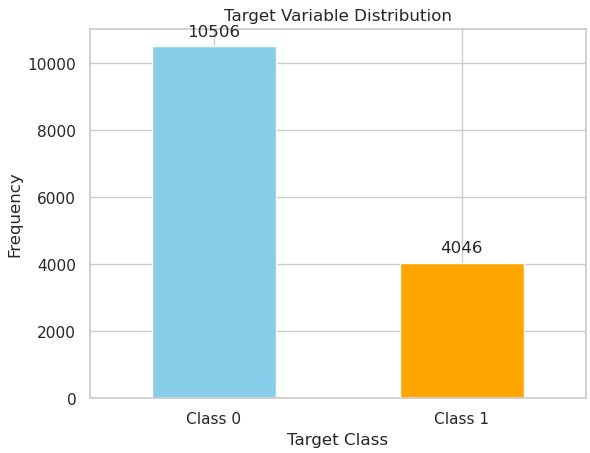 Target Variable Distribution
10506
10000
8000
6000
4000
2000
0
4046
Frequency
Class 0
Class 1
Target Class